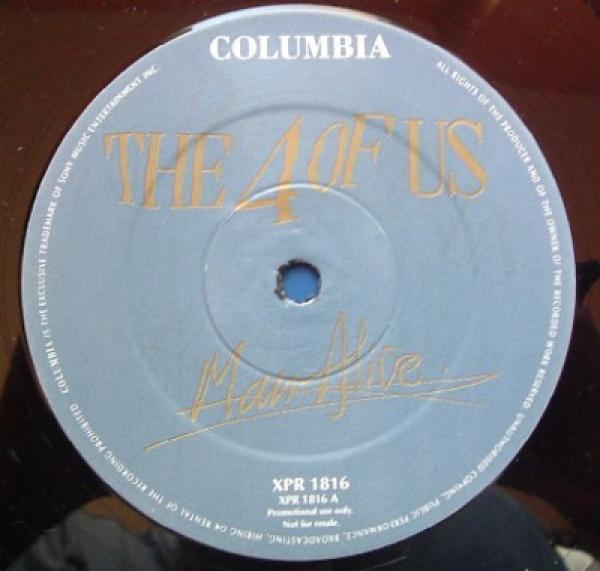 COLUMBIA
THE 4 OF US
Man Alive
XPR 1816
XPR 1816 A
Promotional use only.
Not for resale.
ALL RIGHTS OF THE PRODUCER AND OF THE OWNER OF THE RECORDED WORK RESERVED. UNAUTHORISED COPYING, PUBLIC PERFORMANCE, BROADCASTING, HIRING OR RENTAL OF THE RECORDING PROHIBITED. COLUMBIA IS THE EXCLUSIVE TRADEMARK OF SONY MUSIC ENTERTAINMENT INC.